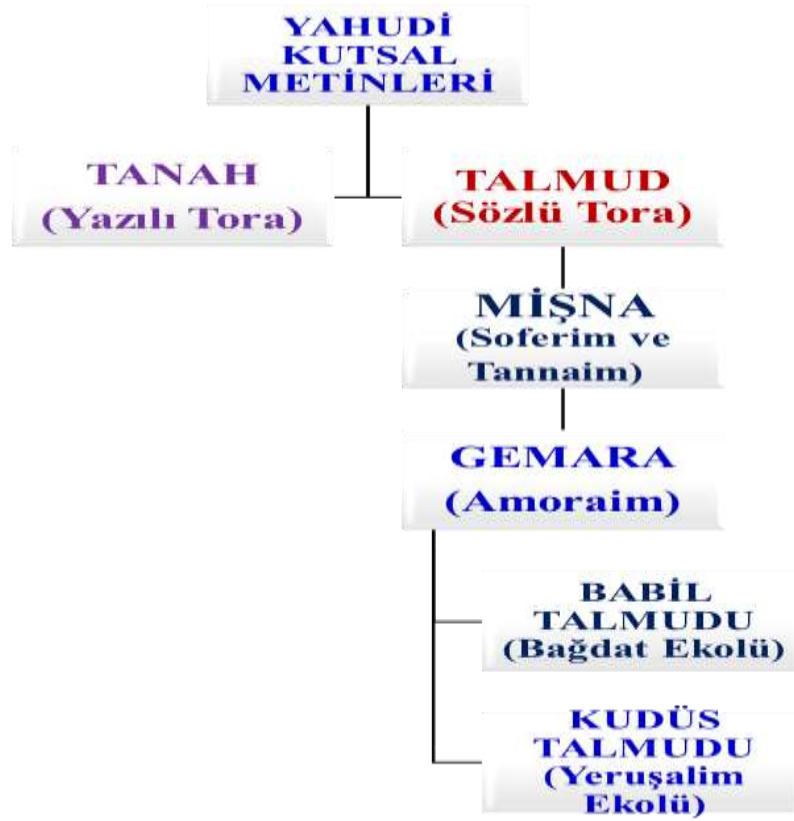 YAHUDİ
KUTSAL
METİNLERİ
TANAH
(Yazılı Tora)
TALMUD
(Sözlü Tora)
MİŞNA
(Soferim ve
Tannaim)
GEMARA
(Amoraim)
BABİL
TALMUDU
(Bağdat Ekolü)
KUDÜS
TALMUDU
(Yeruşalim
Ekolü)